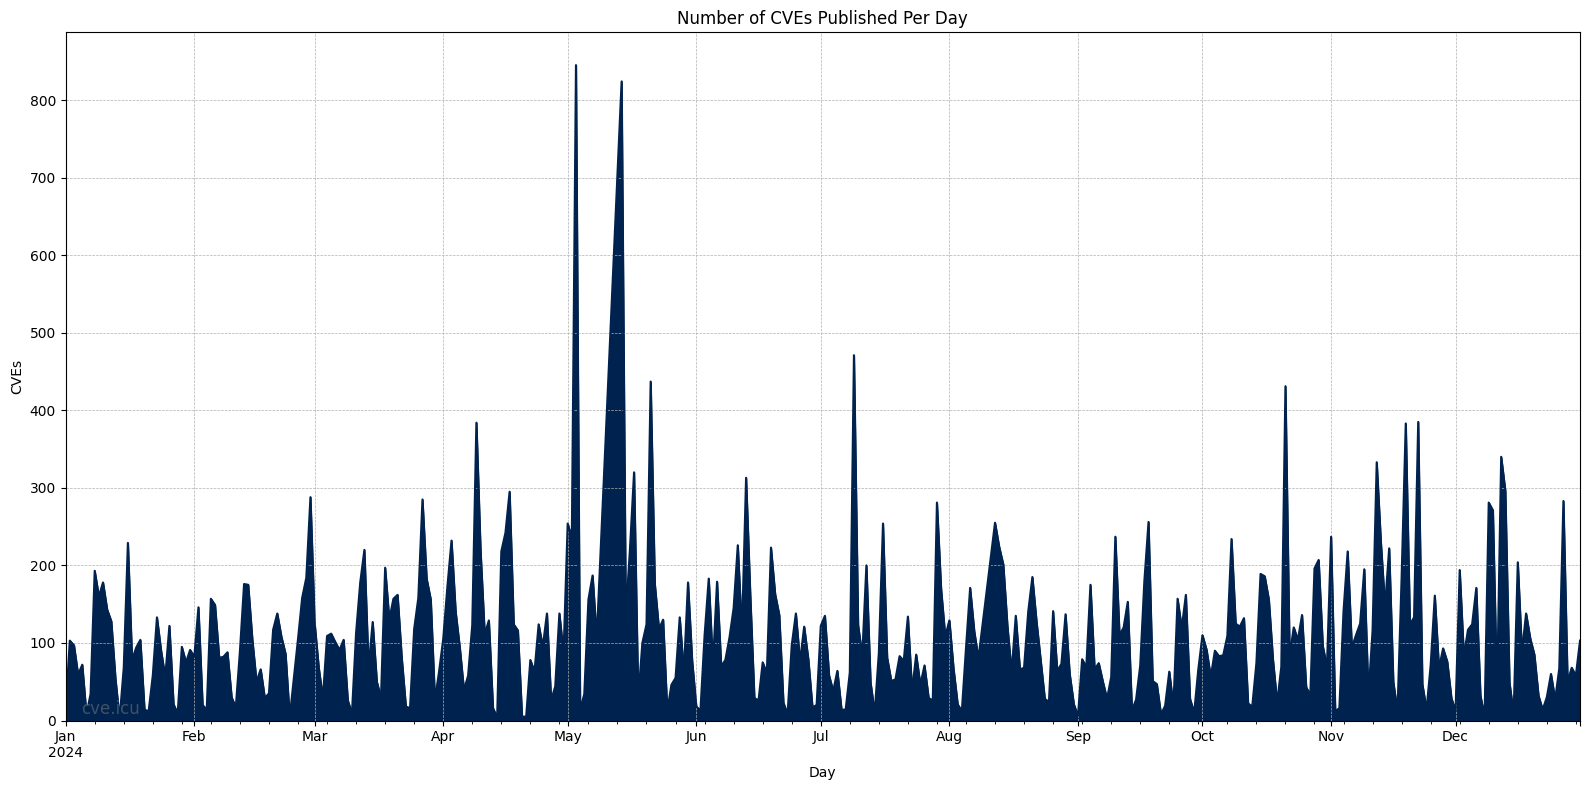 Number of CVEs Published Per Day
800
700
600
500
400
300
200
100
0
CVEs
cve.icu
Jan Feb Mar Apr May Jun Jul Aug Sep Oct Nov Dec
2024
Day